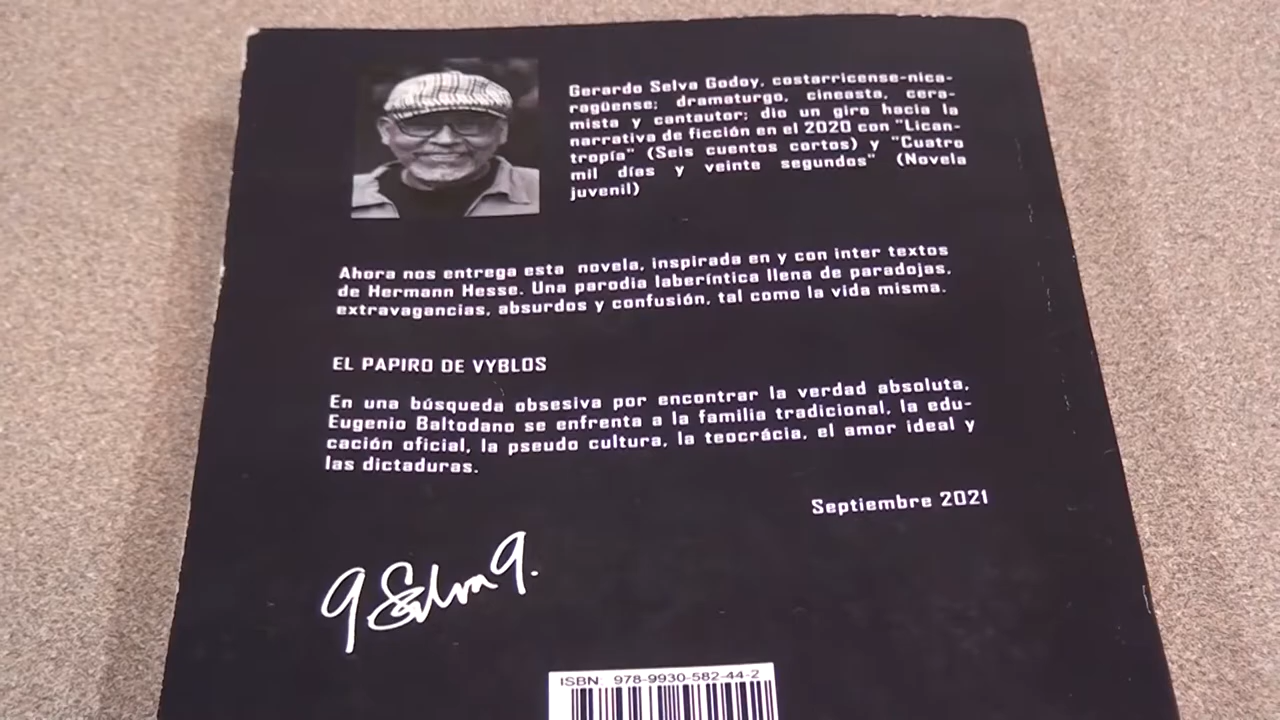 Gerardo Selva Godoy, costarricense-nica-
ragüense; dramaturgo, cineasta, cera-
mista y cantautor; dio un giro hacia la
narrativa de ficción en el 2020 con "Lican-
tropía" (Seis cuentos cortos) y "Cuatro
mil días y veinte segundos" (Novela
juvenil)
Ahora nos entrega esta novela, inspirada en y con inter textos
de Hermann Hesse. Una parodia laberíntica llena de paradojas,
extravagancias, absurdos y confusión, tal como la vida misma.
EL PAPIRO DE VYBLOS
En una búsqueda obsesiva por encontrar la verdad absoluta,
Eugenio Baltodano se enfrenta a la familia tradicional, la edu-
cación oficial, la pseudo cultura, la teocrácia, el amor ideal y
las dictaduras.
Septiembre 2021
G Selva G.
ISBN 978-9930-582-44-2